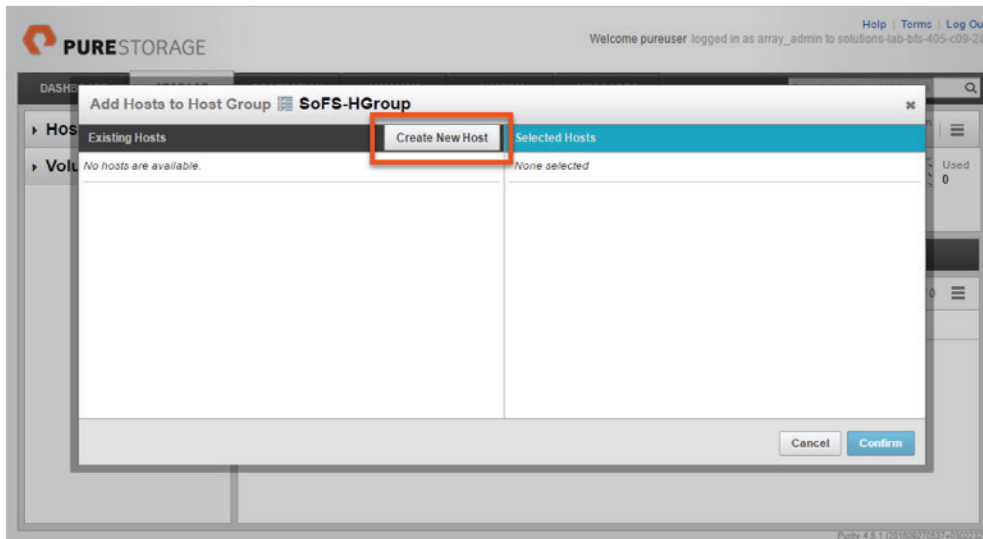 Help | Terms | Log Ou
PURESTORAGE
Welcome pureuser logged in as array_admin to solutions-lab-bfs-405-c09-20
DASHB
Add Hosts to Host Group SoFS-HGroup
Hos
Existing Hosts
Create New Host
Selected Hosts
Volu
No hosts are available.
None selected
Used
0
0
Cancel
Confirm